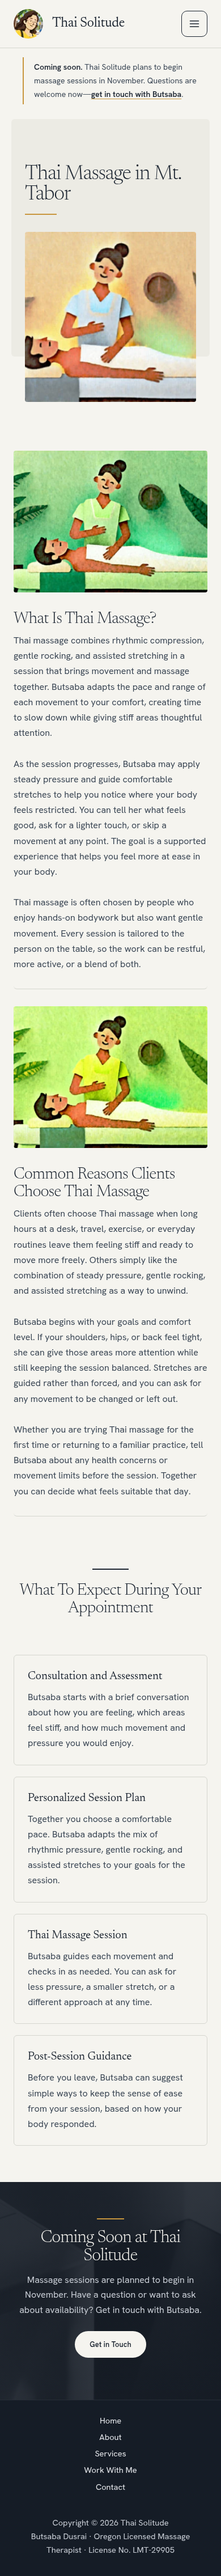 Thai Solitude
Coming soon. Thai Solitude plans to begin
massage sessions in November. Questions are
welcome now—get in touch with Butsaba.
Thai Massage in Mt.
Tabor
What Is Thai Massage?
Thai massage combines rhythmic compression,
gentle rocking, and assisted stretching in a
session that brings movement and massage
together. Butsaba adapts the pace and range of
each movement to your comfort, creating time
to slow down while giving stiff areas thoughtful
attention.
As the session progresses, Butsaba may apply
steady pressure and guide comfortable
stretches to help you notice where your body
feels restricted. You can tell her what feels
good, ask for a lighter touch, or skip a
movement at any point. The goal is a supported
experience that helps you feel more at ease in
your body.
Thai massage is often chosen by people who
enjoy hands-on bodywork but also want gentle
movement. Every session is tailored to the
person on the table, so the work can be restful,
more active, or a blend of both.
Common Reasons Clients
Choose Thai Massage
Clients often choose Thai massage when long
hours at a desk, travel, exercise, or everyday
routines leave them feeling stiff and ready to
move more freely. Others simply like the
combination of steady pressure, gentle rocking,
and assisted stretching as a way to unwind.
Butsaba begins with your goals and comfort
level. If your shoulders, hips, or back feel tight,
she can give those areas more attention while
still keeping the session balanced. Stretches are
guided rather than forced, and you can ask for
any movement to be changed or left out.
Whether you are trying Thai massage for the
first time or returning to a familiar practice, tell
Butsaba about any health concerns or
movement limits before the session. Together
you can decide what feels suitable that day.
What To Expect During Your
Appointment
Consultation and Assessment
Butsaba starts with a brief conversation
about how you are feeling, which areas
feel stiff, and how much movement and
pressure you would enjoy.
Personalized Session Plan
Together you choose a comfortable
pace. Butsaba adapts the mix of
rhythmic pressure, gentle rocking, and
assisted stretches to your goals for the
session.
Thai Massage Session
Butsaba guides each movement and
checks in as needed. You can ask for
less pressure, a smaller stretch, or a
different approach at any time.
Post-Session Guidance
Before you leave, Butsaba can suggest
simple ways to keep the sense of ease
from your session, based on how your
body responded.
Coming Soon at Thai
Solitude
Massage sessions are planned to begin in
November. Have a question or want to ask
about availability? Get in touch with Butsaba.
Get in Touch
Home
About
Services
Work With Me
Contact
Copyright © 2026 Thai Solitude
Butsaba Dusrai · Oregon Licensed Massage
Therapist · License No. LMT-29905